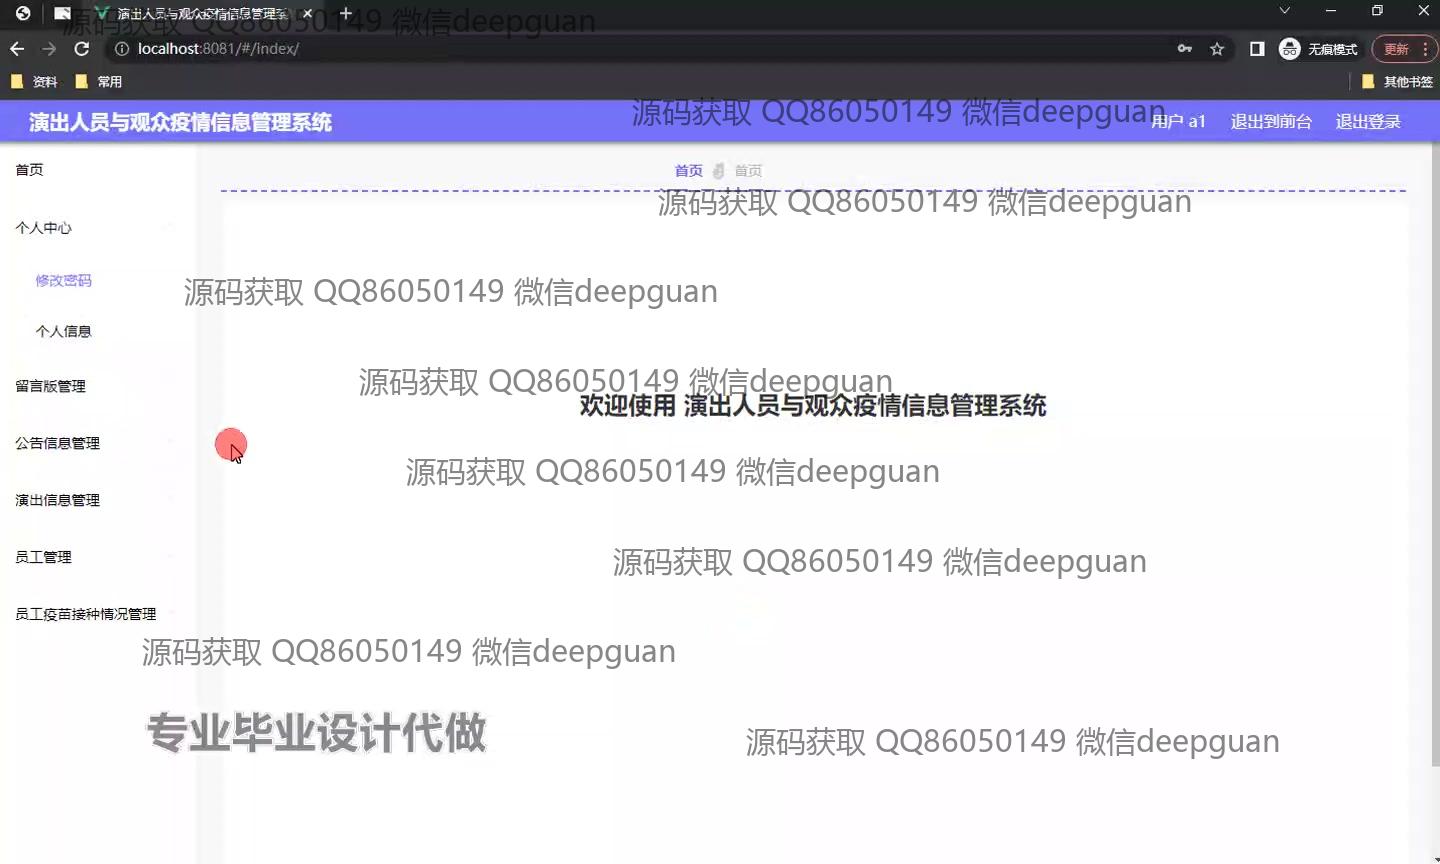 演出人员与观众疫情信息管理系
源码获取 QQ86050149 微信deepguan
localhost:8081/#/index/
无痕模式
更新
资料
常用
其他书签
演出人员与观众疫情信息管理系统
源码获取 QQ86050149 微信deepguan
用户 a1
退出到前台
退出登录
首页
首页
首页
个人中心
源码获取 QQ86050149 微信deepguan
修改密码
源码获取 QQ86050149 微信deepguan
个人信息
留言版管理
源码获取 QQ86050149 微信deepguan
欢迎使用 演出人员与观众疫情信息管理系统
公告信息管理
源码获取 QQ86050149 微信deepguan
演出信息管理
员工管理
源码获取 QQ86050149 微信deepguan
员工疫苗接种情况管理
源码获取 QQ86050149 微信deepguan
专业毕业设计代做
源码获取 QQ86050149 微信deepguan